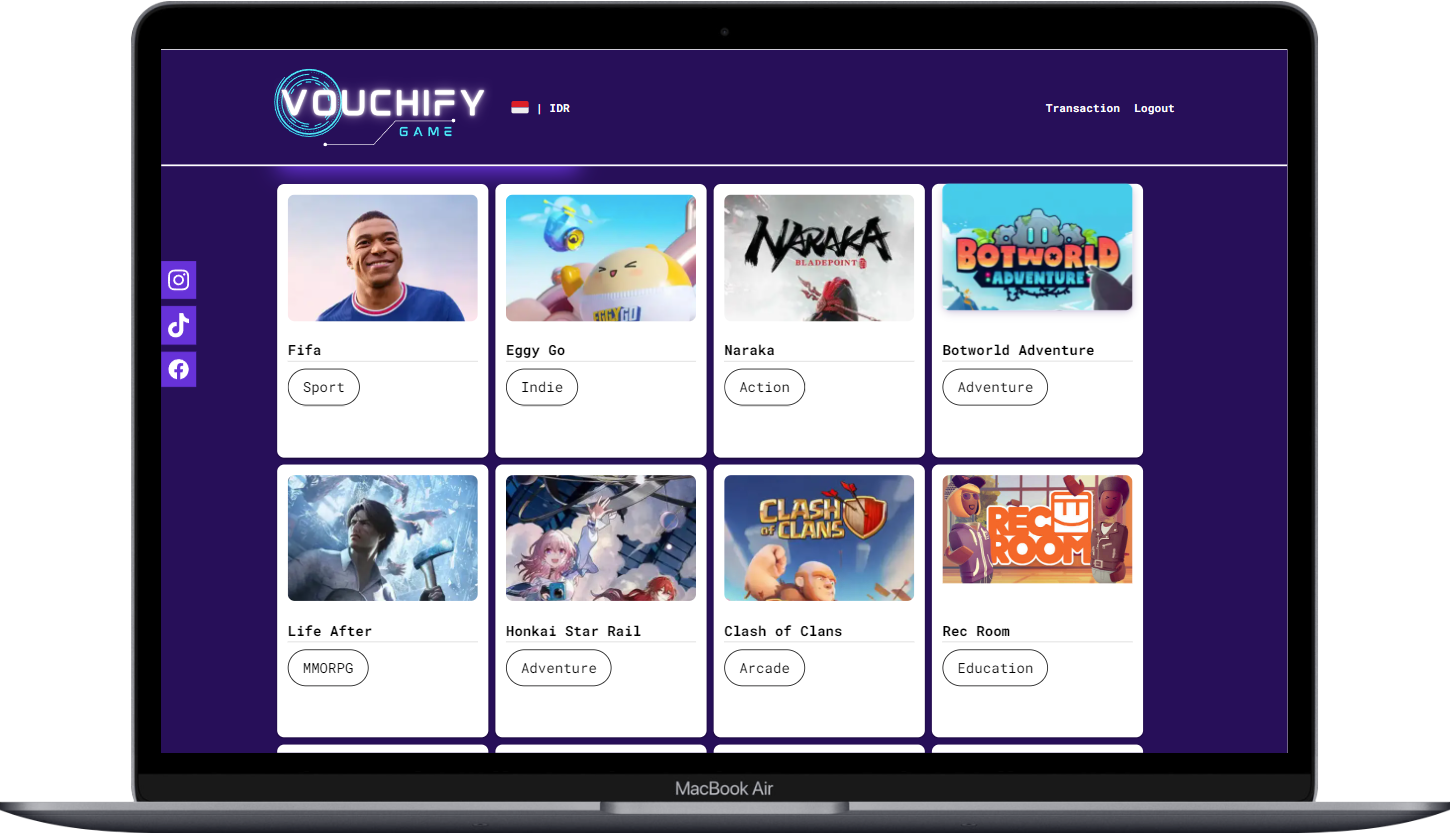 VOUCHIFY
GAME
| IDR
Transaction Logout
NARAKA
BLADEPOINT
BOTWORLD
ADVENTURE
EGGY GO
Fifa
Eggy Go
Naraka
Botworld Adventure
Sport
Indie
Action
Adventure
CLASH
OF CLANS
REC
ROOM
Life After
Honkai Star Rail
Clash of Clans
Rec Room
MMORPG
Adventure
Arcade
Education
MacBook Air